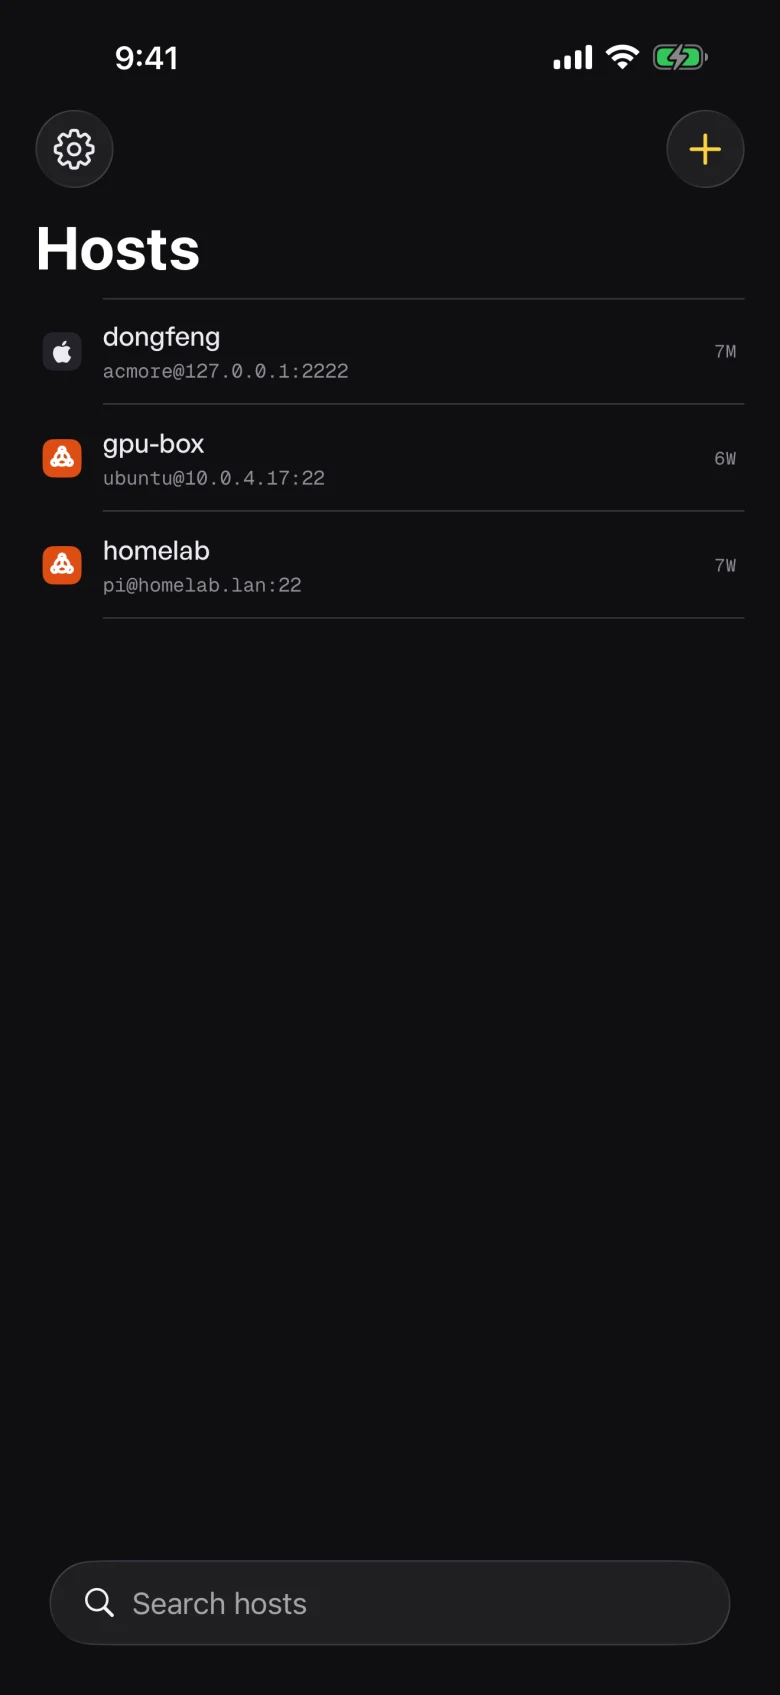 9:41
Hosts
dongfeng
acmore@127.0.0.1:2222
7M
gpu-box
ubuntu@10.0.4.17:22
6W
homelab
pi@homelab.lan:22
7W
Search hosts